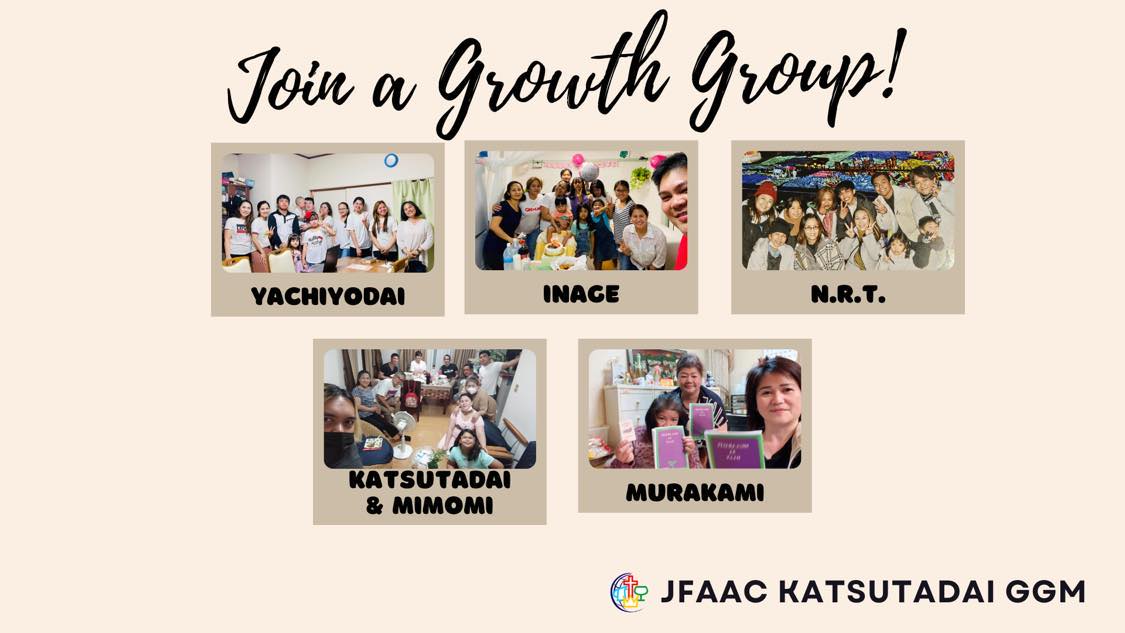 Join a Growth Group!
YACHIYODAI
INAGE
N.R.T.
KATSUTADAI
& MIMOMI
MURAKAMI
JFAAC KATSUTADAI GGM